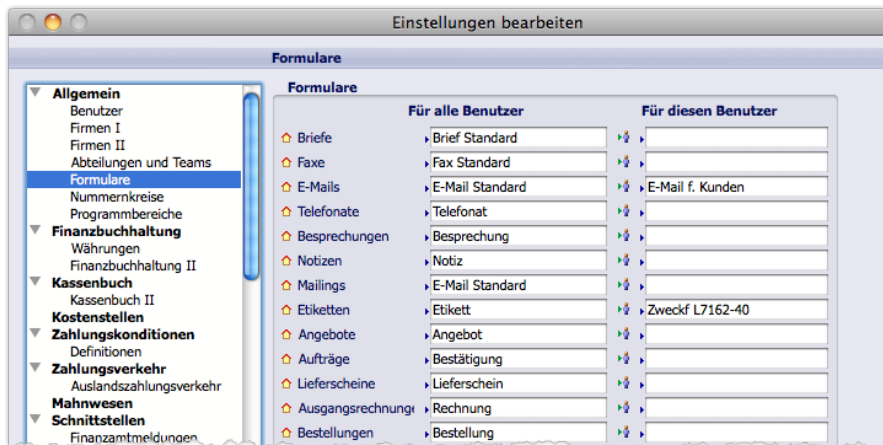 Einstellungen bearbeiten
Formulare
Allgemein
Benutzer
Firmen I
Firmen II
Abteilungen und Teams
Formulare
Nummernkreise
Programmbereiche
Finanzbuchhaltung
Währungen
Finanzbuchhaltung II
Kassenbuch
Kassenbuch II
Kostenstellen
Zahlungskonditionen
Definitionen
Zahlungsverkehr
Auslandszahlungsverkehr
Mahnwesen
Schnittstellen
Finanzamtmeldungen
Formulare
Für alle Benutzer Für diesen Benutzer
Briefe Brief Standard
Faxe Fax Standard
E-Mails E-Mail Standard E-Mail f. Kunden
Telefonate Telefonat
Besprechungen Besprechung
Notizen Notiz
Mailings E-Mail Standard
Etiketten Etikett Zweckf L7162-40
Angebote Angebot
Aufträge Bestätigung
Lieferscheine Lieferschein
Ausgangsrechnunge Rechnung
Bestellungen Bestellung